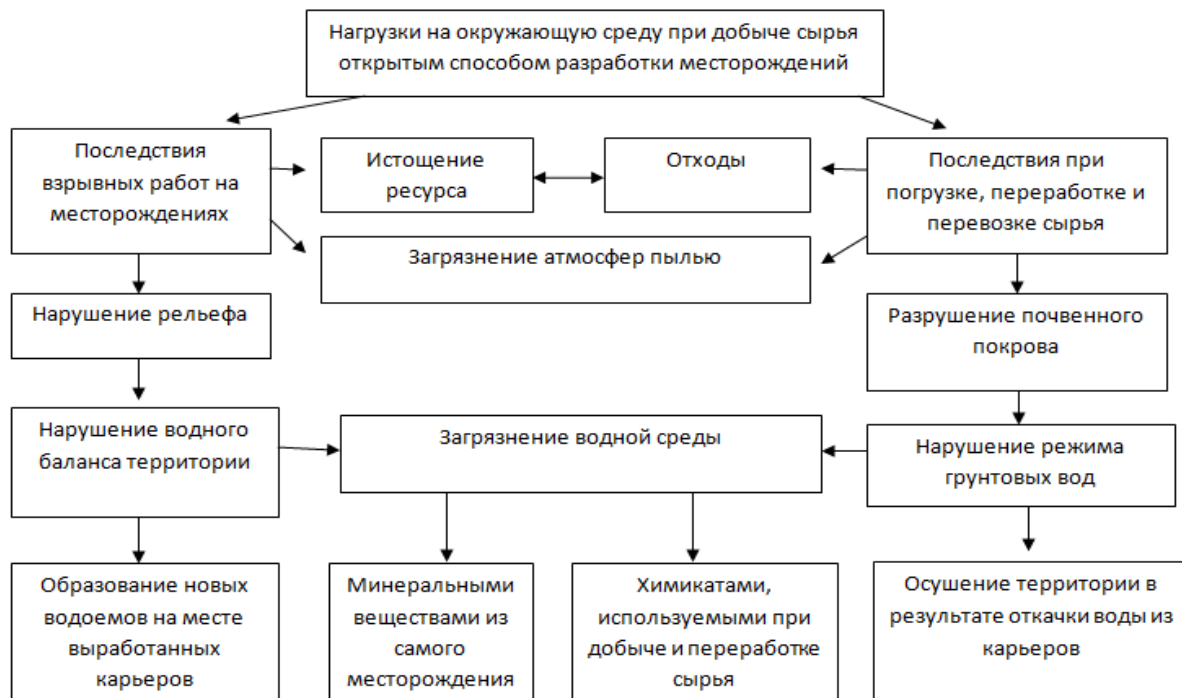 Нагрузки на окружающую среду при добыче сырья
открытым способом разработки месторождений
Последствия
взрывных работ на
месторождениях
Истощение
ресурса
Отходы
Последствия при
погрузке, переработке и
перевозке сырья
Загрязнение атмосфер пылью
Нарушение рельефа
Разрушение почвенного
покрова
Нарушение водного
баланса территории
Загрязнение водной среды
Нарушение режима
грунтовых вод
Образование новых
водоемов на месте
выработанных
карьеров
Минеральными
веществами из
самого
месторождения
Химикатами,
используемыми при
добыче и переработке
сырья
Осушение территории в
результате откачки воды из
карьеров